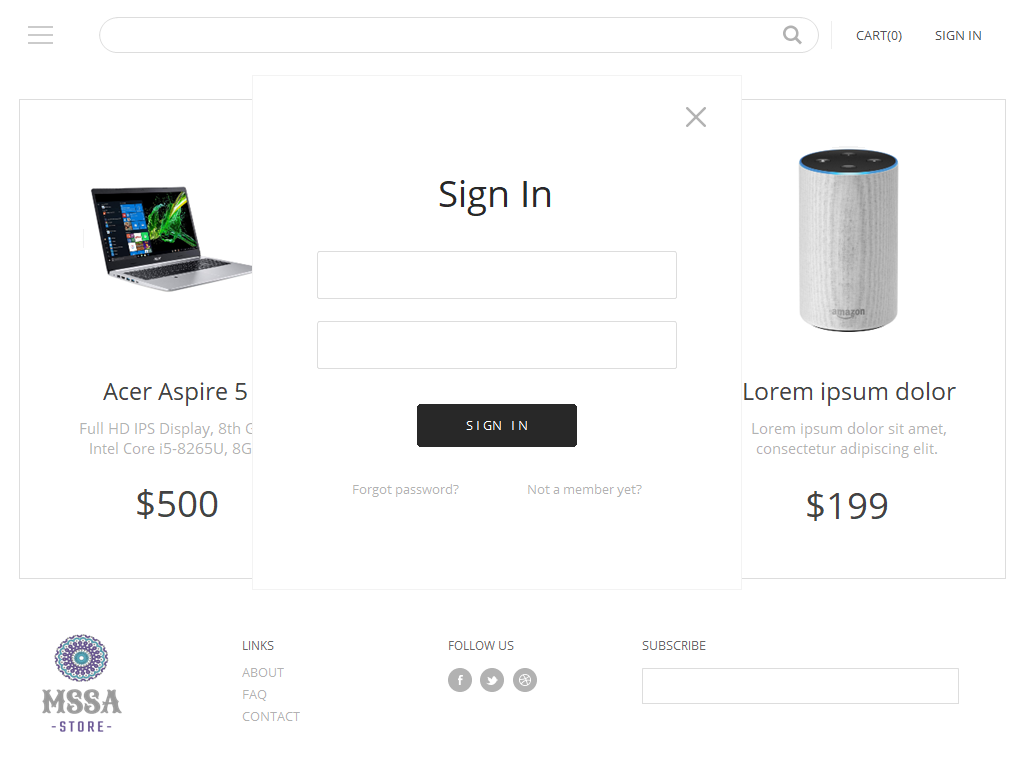 CART(0)
SIGN IN
Sign In
SIGN IN
Forgot password?
Not a member yet?
Acer Aspire 5
Full HD IPS Display, 8th
Intel Core i5-8265U, 8G
$500
amazon
Lorem ipsum dolor
Lorem ipsum dolor sit amet,
consectetur adipiscing elit.
$199
MSSA
-STORE-
LINKS
ABOUT
FAQ
CONTACT
FOLLOW US
SUBSCRIBE